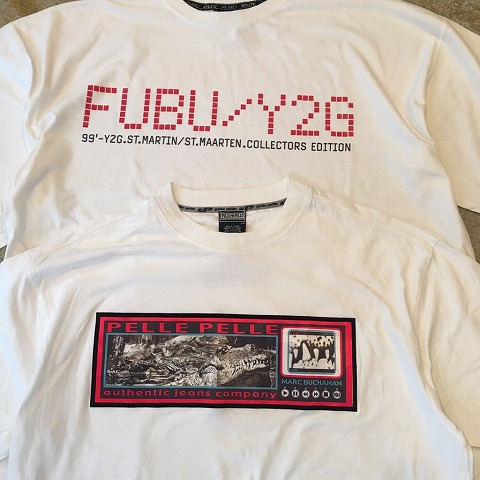 FUBU/Y2G
99'-Y2G.ST.MARTIN/ST.MAARTEN.COLLECTORS EDITION
PELLE PELLE
MARC BUCHANAN
authentic jeans company